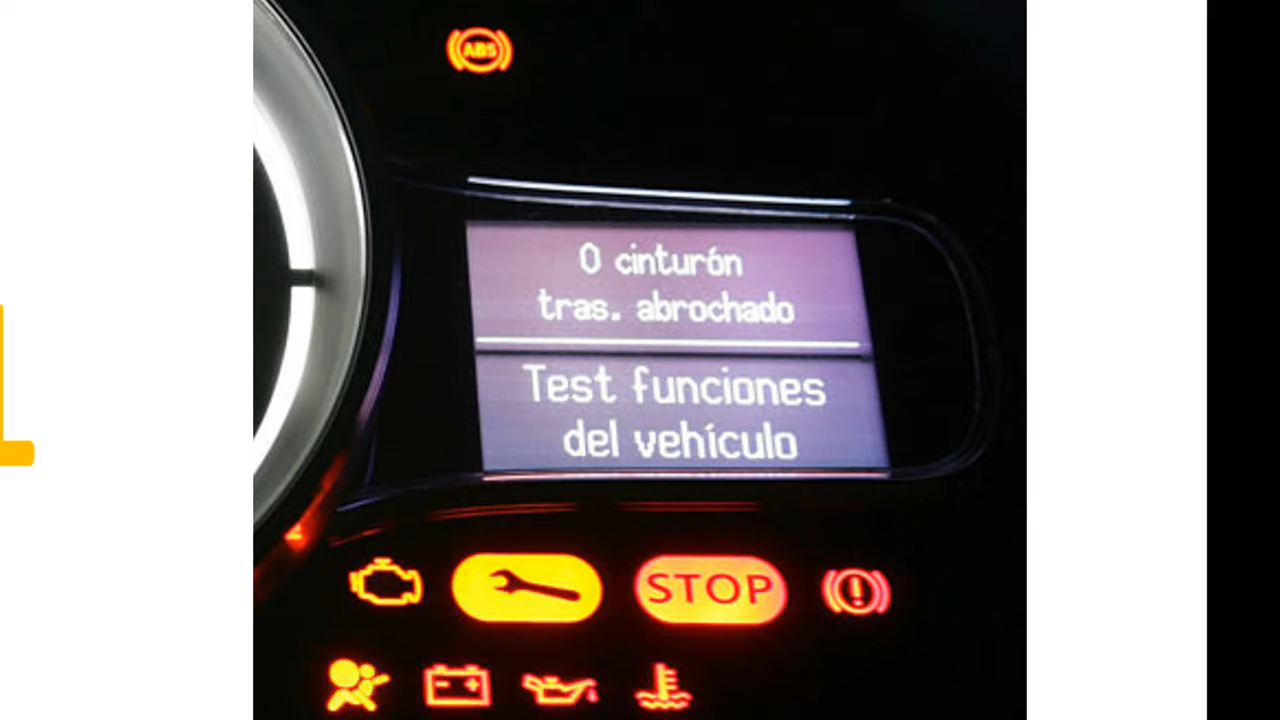 ABS
0 cinturón
tras. abrochado
Test funciones
del vehículo
STOP